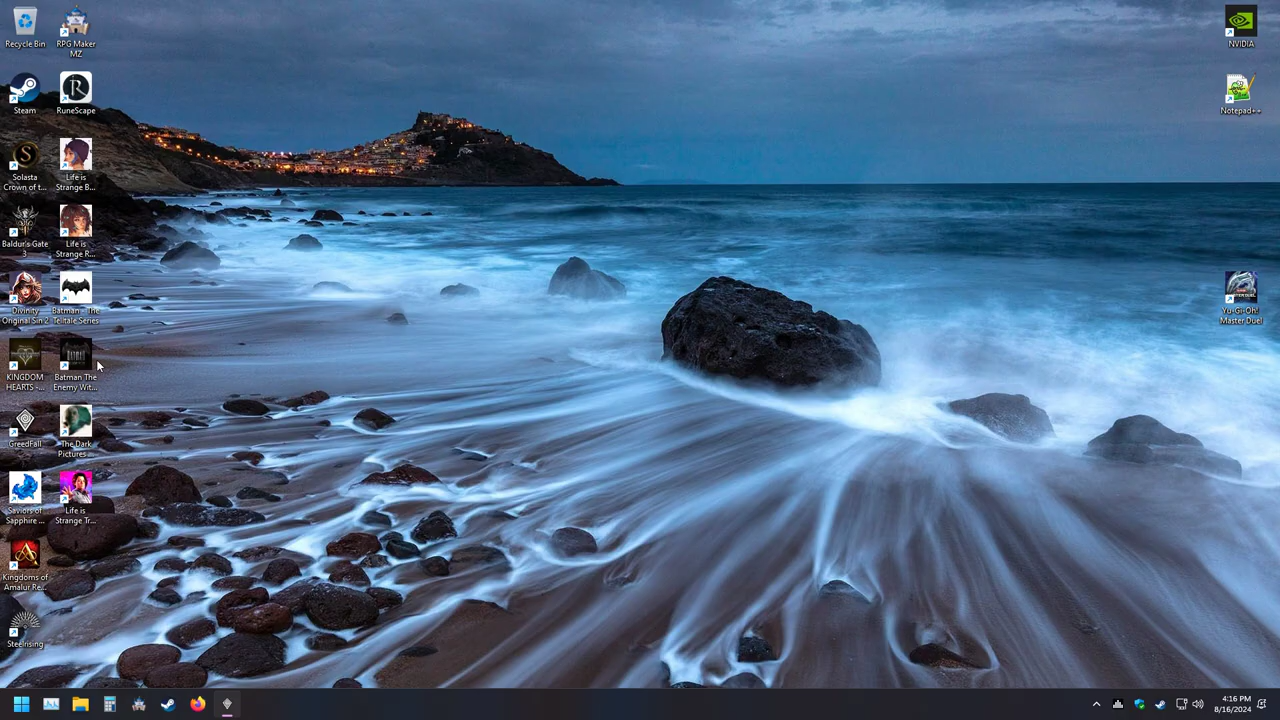 Recycle Bin
RPG Maker
MZ
Steam
RuneScape
Solasta
Crown of t...
Life is
Strange B...
Baldur's Gate
3
Life is
Strange R...
Divinity
Original Sin 2
Batman - The
Telltale Series
KINGDOM
HEARTS -...
Batman The
Enemy Wit...
GreedFall
The Dark
Pictures ...
Saviors of
Sapphire ...
Life is
Strange Tr...
Kingdoms of
Amalur Re...
Steelrising
NVIDIA
Notepad++
Yu-Gi-Oh!
Master Duel
4:16 PM
8/16/2024